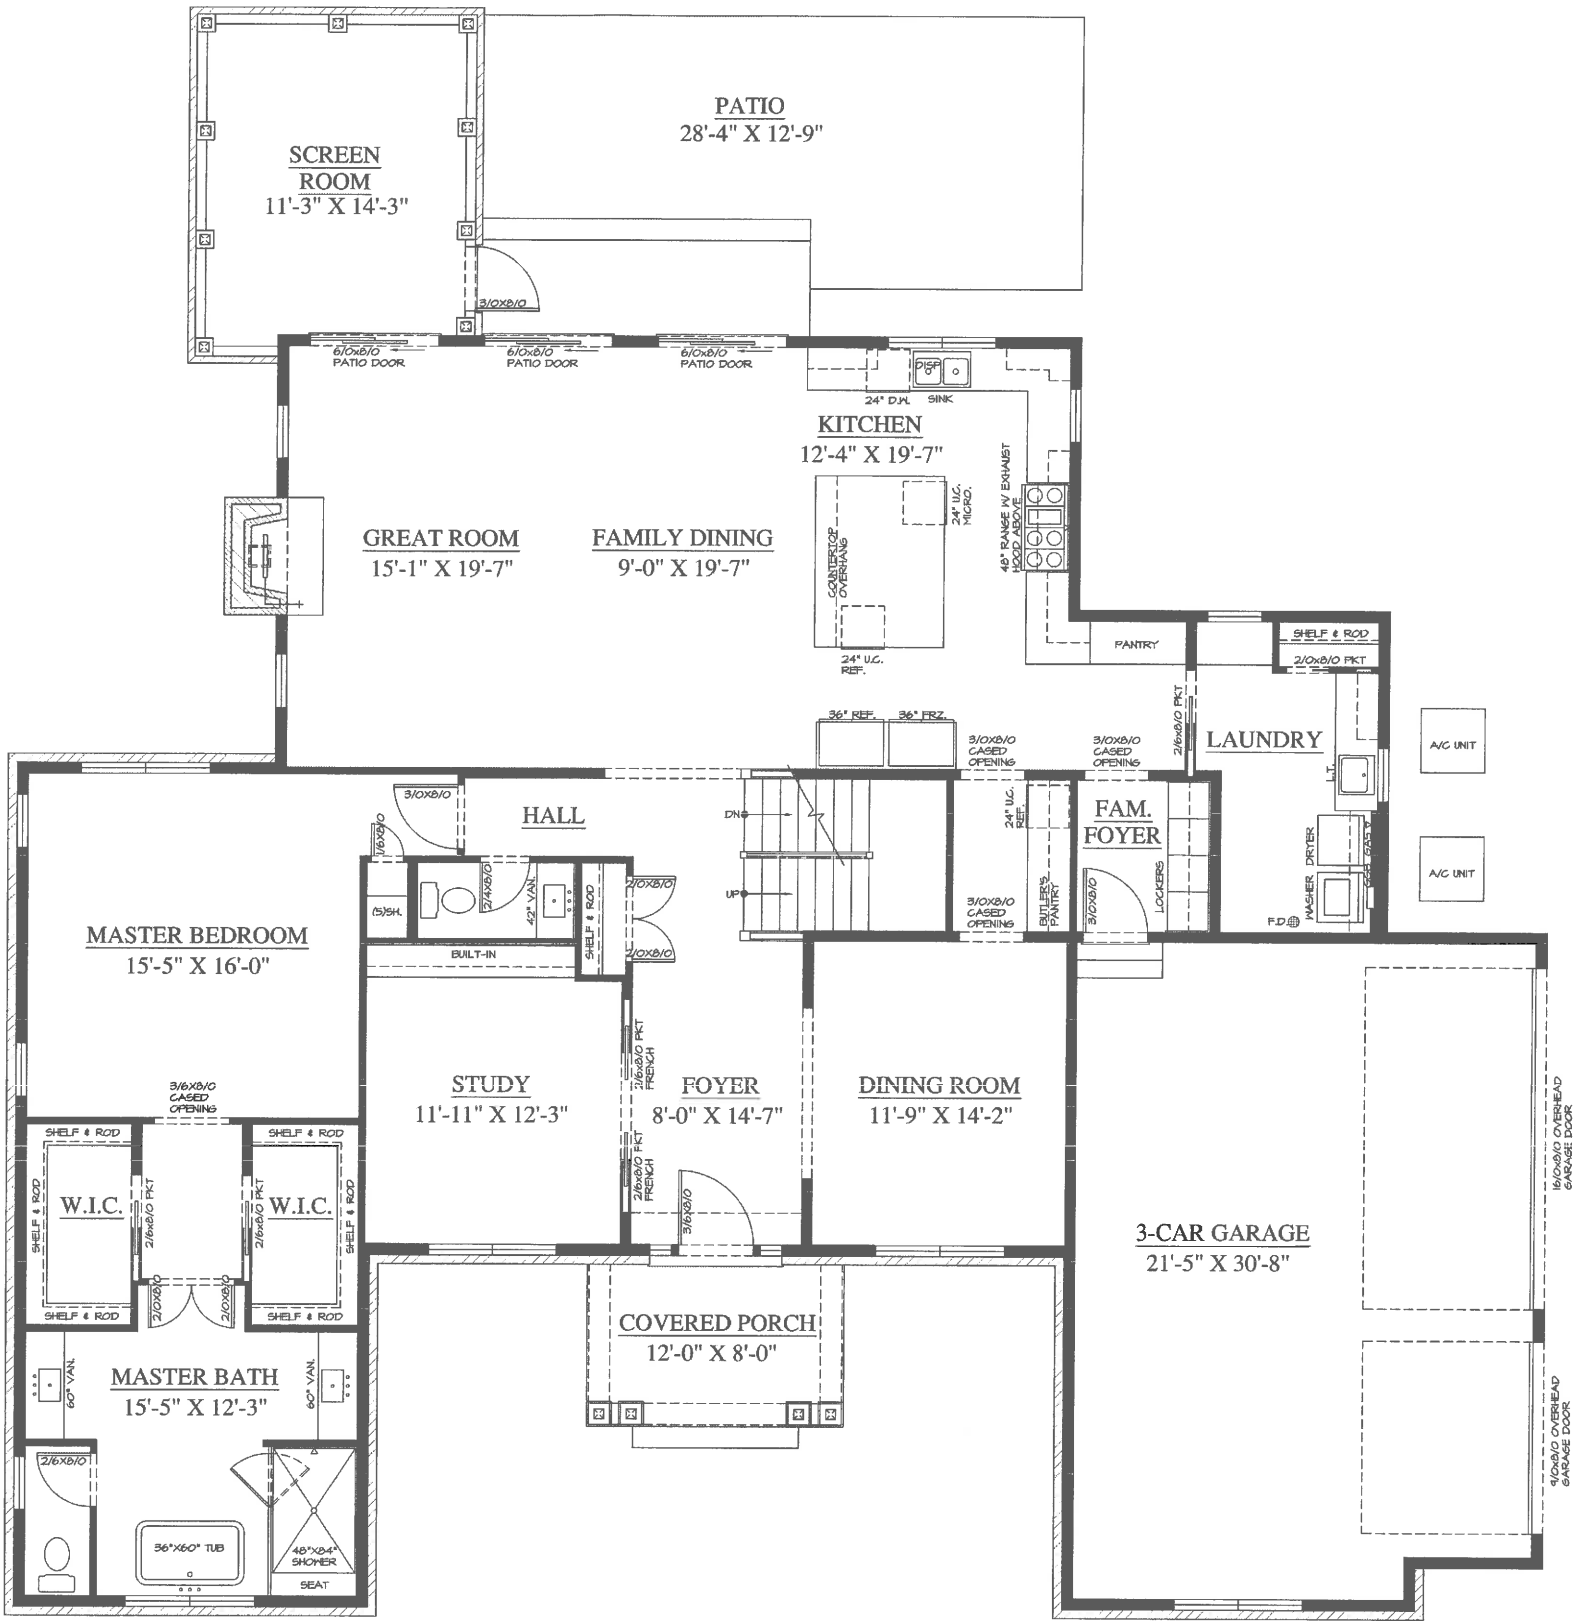 PATIO
28'-4" X 12'-9"
SCREEN
ROOM
11'-3" X 14'-3"
3/0X8/0
6/0x8/0
PATIO DOOR
6/0x8/0
PATIO DOOR
6/0x8/0
PATIO DOOR
DISP
24" D.W.
SINK
KITCHEN
12'-4" X 19'-7"
48" RANGE W/ EXHAUST
HOOD ABOVE
24" U.C.
MICRO.
COUNTERTOP
OVERHANG
24" U.C.
REF.
GREAT ROOM
15'-1" X 19'-7"
FAMILY DINING
9'-0" X 19'-7"
PANTRY
SHELF & ROD
2/0x8/0 PKT
2/6x8/0 PKT
LAUNDRY
L.T.
A/C UNIT
A/C UNIT
36" REF.
36" FRZ.
3/0X8/0
CASED
OPENING
3/0X8/0
CASED
OPENING
24" U.C.
REF.
FAM.
FOYER
LOCKERS
3/0X8/0
BUTLER'S
PANTRY
3/0X8/0
CASED
OPENING
WASHER
DRYER
GAS
F.D.
HALL
DN
UP
3/0X8/0
1/6X8/0
(5)SH.
2/4X8/0
42" VAN.
SHELF & ROD
2/0X8/0
2/0X8/0
BUILT-IN
MASTER BEDROOM
15'-5" X 16'-0"
STUDY
11'-11" X 12'-3"
2/6x8/0 PKT
FRENCH
2/6x8/0 PKT
FRENCH
FOYER
8'-0" X 14'-7"
3/6X8/0
DINING ROOM
11'-9" X 14'-2"
3/6X8/0
CASED
OPENING
SHELF & ROD
SHELF & ROD
SHELF & ROD
W.I.C.
2/6x8/0 PKT
2/6x8/0 PKT
W.I.C.
SHELF & ROD
SHELF & ROD
SHELF & ROD
2/0X8/0
2/0X8/0
3-CAR GARAGE
21'-5" X 30'-8"
16/0x8/0 OVERHEAD
GARAGE DOOR
9/0x8/0 OVERHEAD
GARAGE DOOR
COVERED PORCH
12'-0" X 8'-0"
MASTER BATH
15'-5" X 12'-3"
60" VAN.
60" VAN.
2/6X8/0
36"X60" TUB
48"X84"
SHOWER
SEAT